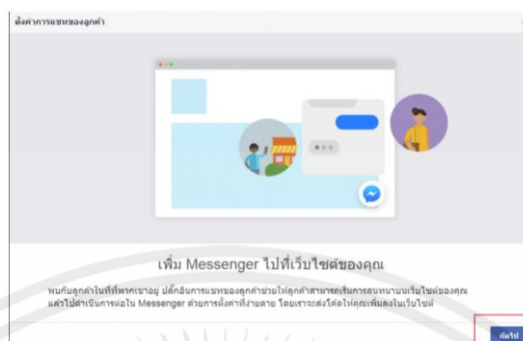 ตั้งค่าการแชทของลูกค้า
เพิ่ม Messenger ไปที่เว็บไซต์ของคุณ
พบกับลูกค้าในที่ที่พวกเขาอยู่ ปลั๊กอินการแชทของลูกค้าช่วยให้ลูกค้าสามารถเริ่มการสนทนาบนเว็บไซต์ของคุณ
แล้วไปดำเนินการต่อใน Messenger ด้วยการตั้งค่าที่ง่ายดาย โดยเราจะส่งโค้ดให้คุณเพิ่มลงในเว็บไซต์
ถัดไป